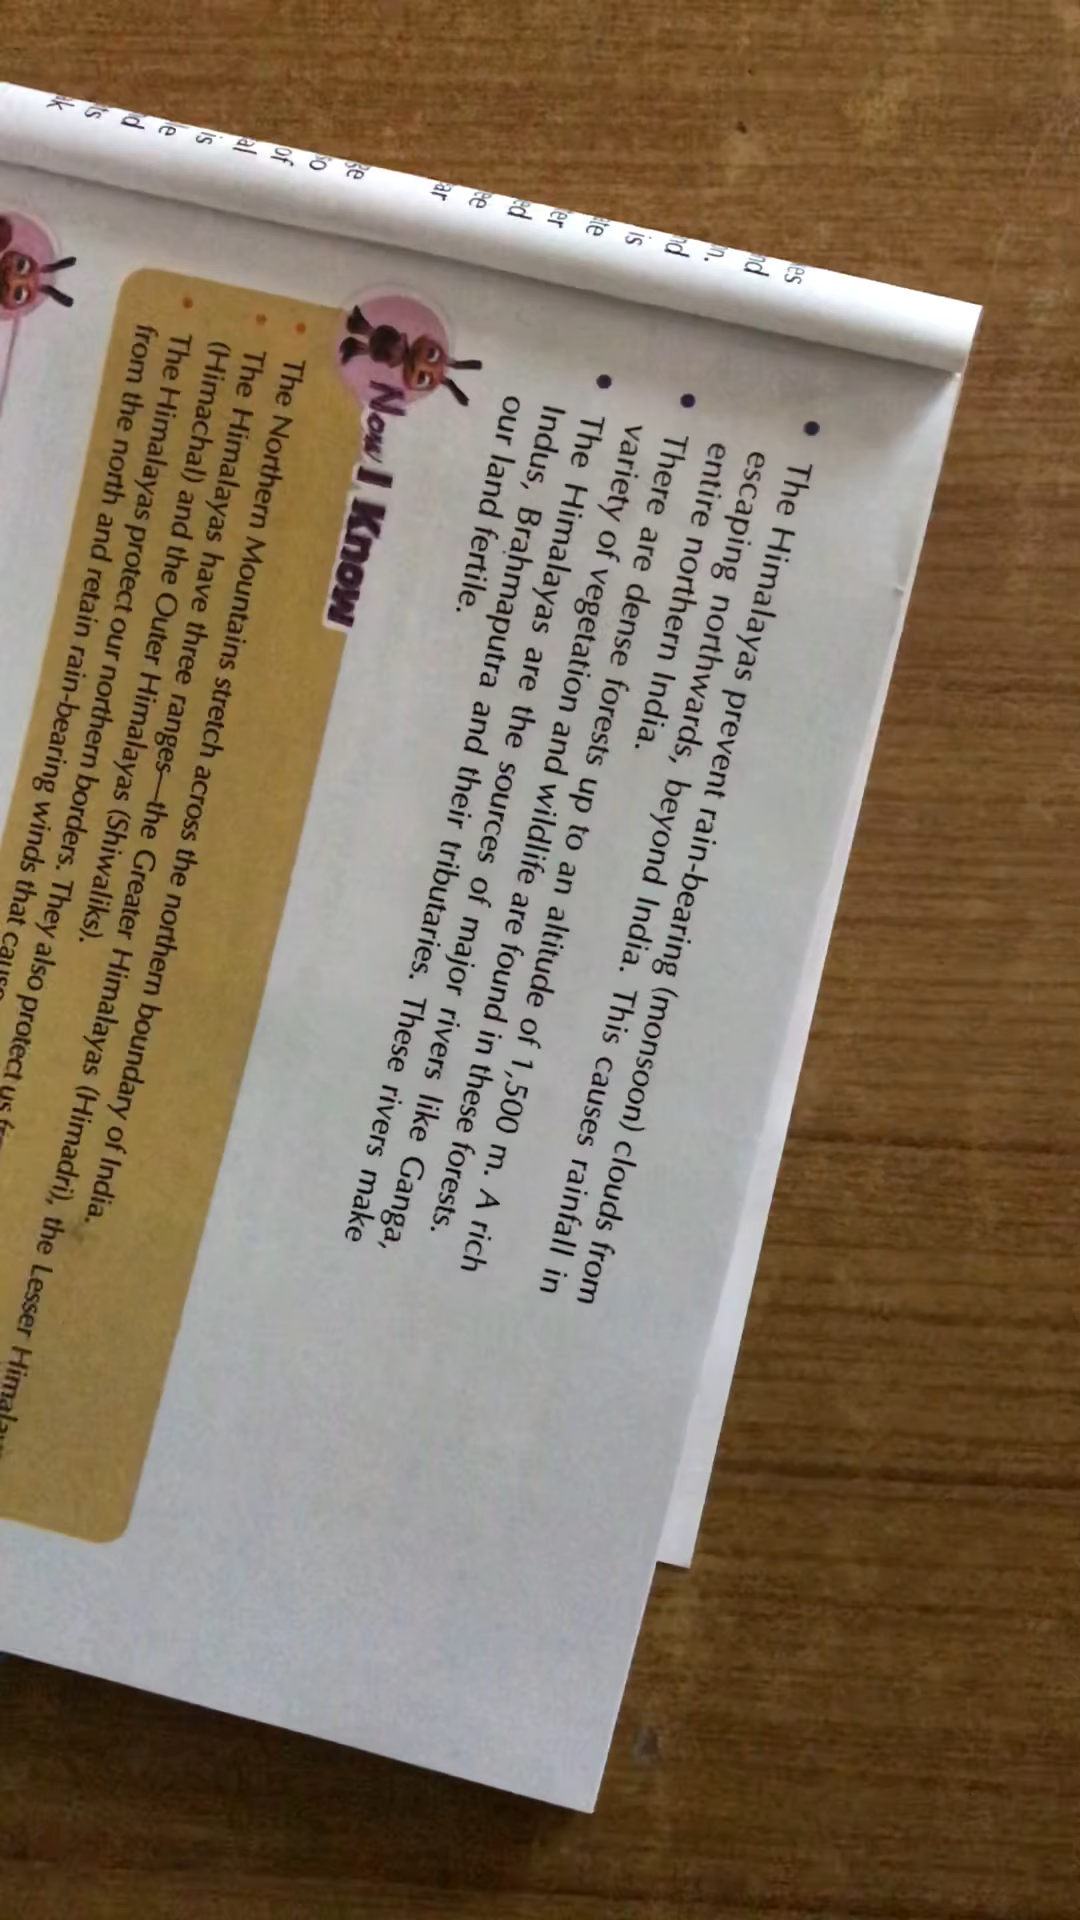 • The Himalayas prevent rain-bearing (monsoon) clouds from
escaping northwards, beyond India. This causes rainfall in
entire northern India.
• There are dense forests up to an altitude of 1,500 m. A rich
variety of vegetation and wildlife are found in these forests.
• The Himalayas are the sources of major rivers like Ganga,
Indus, Brahmaputra and their tributaries. These rivers make
our land fertile.
Now I Know
• The Northern Mountains stretch across the northern boundary of India.
• The Himalayas have three ranges—the Greater Himalayas (Himadri), the Lesser
(Himachal) and the Outer Himalayas (Shiwaliks).
• The Himalayas protect our northern borders. They also protect us
from the north and retain rain-bearing winds that